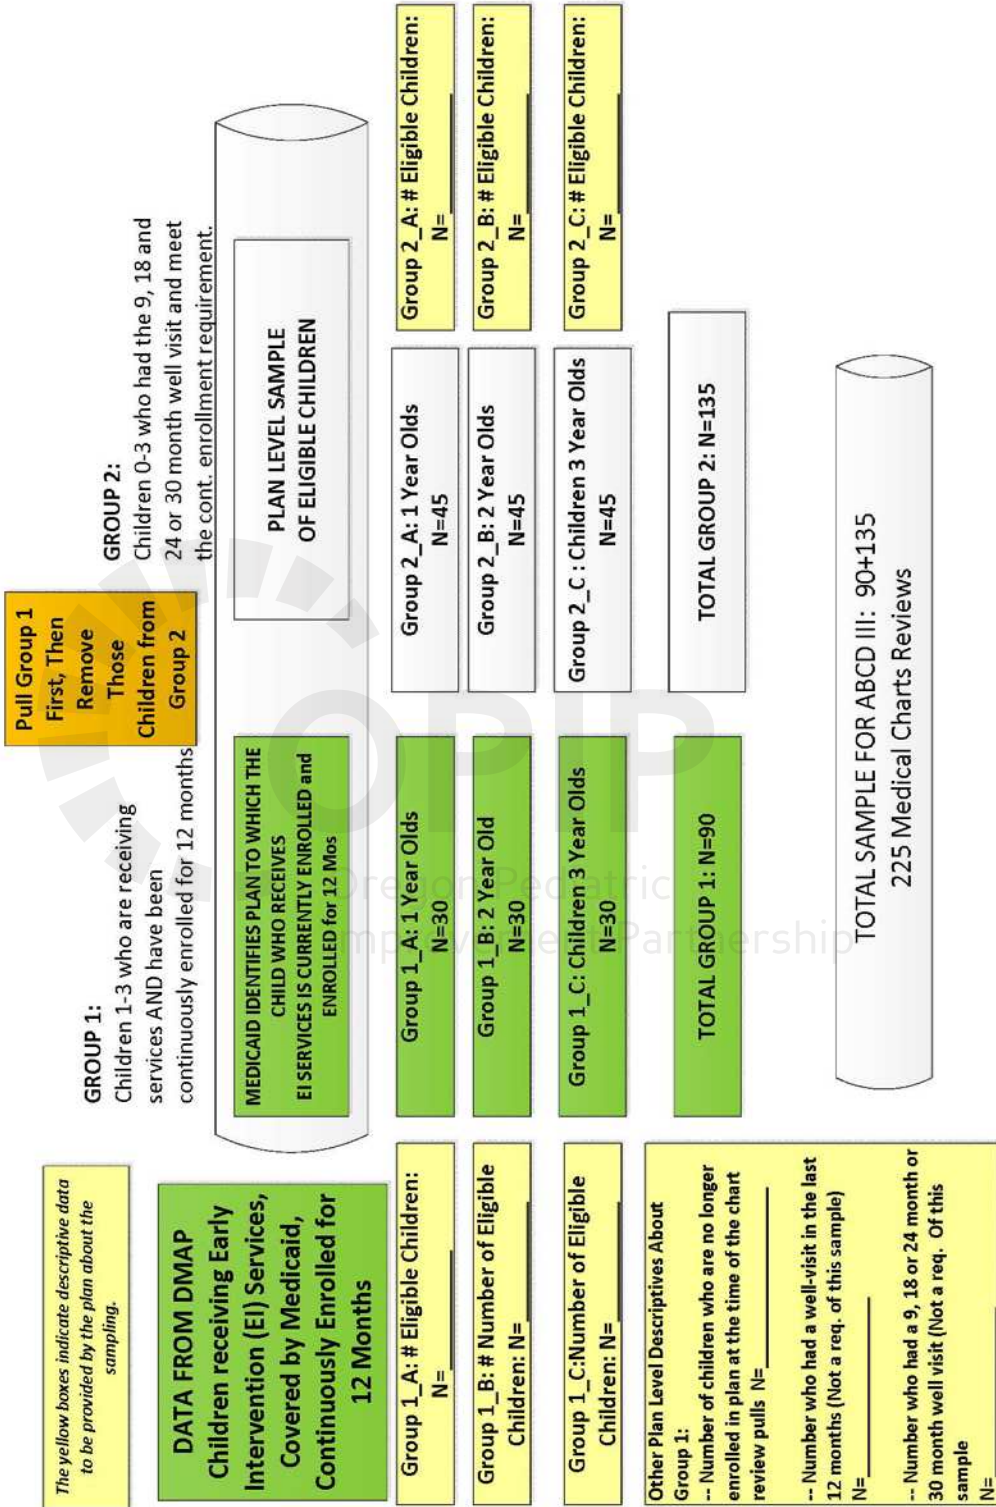 The yellow boxes indicate descriptive data
to be provided by the plan about the
sampling.
GROUP 1:
Children 1-3 who are receiving
services AND have been
continuously enrolled for 12 months
Pull Group 1
First, Then
Remove
Those
Children from
Group 2
GROUP 2:
Children 0-3 who had the 9, 18 and
24 or 30 month well visit and meet
the cont. enrollment requirement.
DATA FROM DMAP
Children receiving Early
Intervention (EI) Services,
Covered by Medicaid,
Continuously Enrolled for
12 Months
MEDICAID IDENTIFIES PLAN TO WHICH THE
CHILD WHO RECEIVES
EI SERVICES IS CURRENTLY ENROLLED and
ENROLLED for 12 Mos
PLAN LEVEL SAMPLE
OF ELIGIBLE CHILDREN
Group 1_A: # Eligible Children:
N=
Group 1_A: 1 Year Olds
N=30
Group 2_A: 1 Year Olds
N=45
Group 2_A: # Eligible Children:
N=
Group 1_B: # Number of Eligible
Children: N=
Group 1_B: 2 Year Old
N=30
Group 2_B: 2 Year Olds
N=45
Group 2_B: # Eligible Children:
N=
Group 1_C:Number of Eligible
Children: N=
Group 1_C: Children 3 Year Olds
N=30
Group 2_C : Children 3 Year Olds
N=45
Group 2_C: # Eligible Children:
N=
Other Plan Level Descriptives About
Group 1:
-- Number of children who are no longer
enrolled in plan at the time of the chart
review pulls N=
-- Number who had a well-visit in the last
12 months (Not a req. of this sample)
N=
-- Number who had a 9, 18 or 24 month or
30 month well visit (Not a req. Of this
sample
N=
TOTAL GROUP 1: N=90
TOTAL GROUP 2: N=135
TOTAL SAMPLE FOR ABCD III: 90+135
225 Medical Charts Reviews
OPIP
Oregon Pediatric
Improvement Partnership